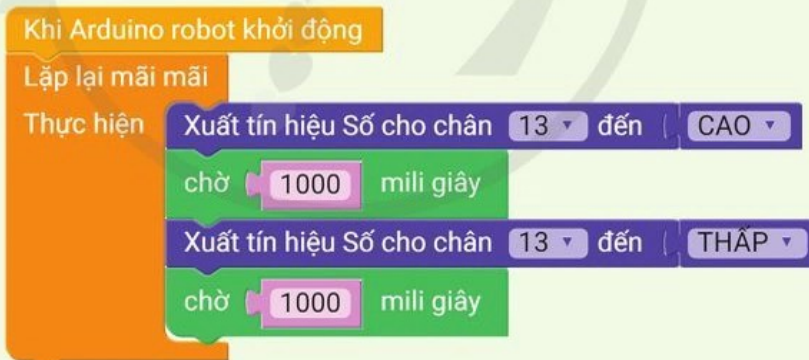 Khi Arduino robot khởi động
Lặp lại mãi mãi
Thực hiện Xuất tín hiệu Số cho chân 13 đến CAO
chờ 1000 mili giây
Xuất tín hiệu Số cho chân 13 đến THẤP
chờ 1000 mili giây